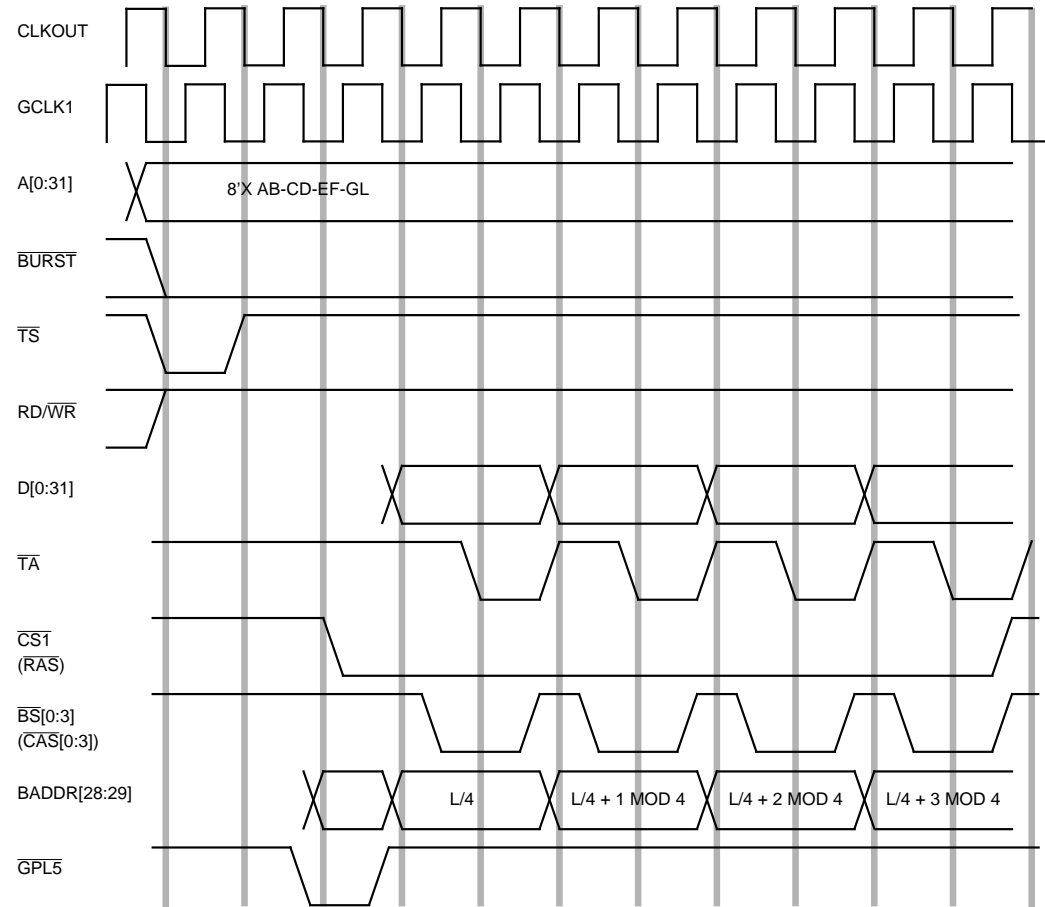 CLKOUT
GCLK1
A[0:31]
8'X AB-CD-EF-GL
BURST
TS
RD/WR
D[0:31]
TA
CS1
(RAS)
BS[0:3]
(CAS[0:3])
BADDR[28:29]
L/4
L/4 + 1 MOD 4
L/4 + 2 MOD 4
L/4 + 3 MOD 4
GPL5